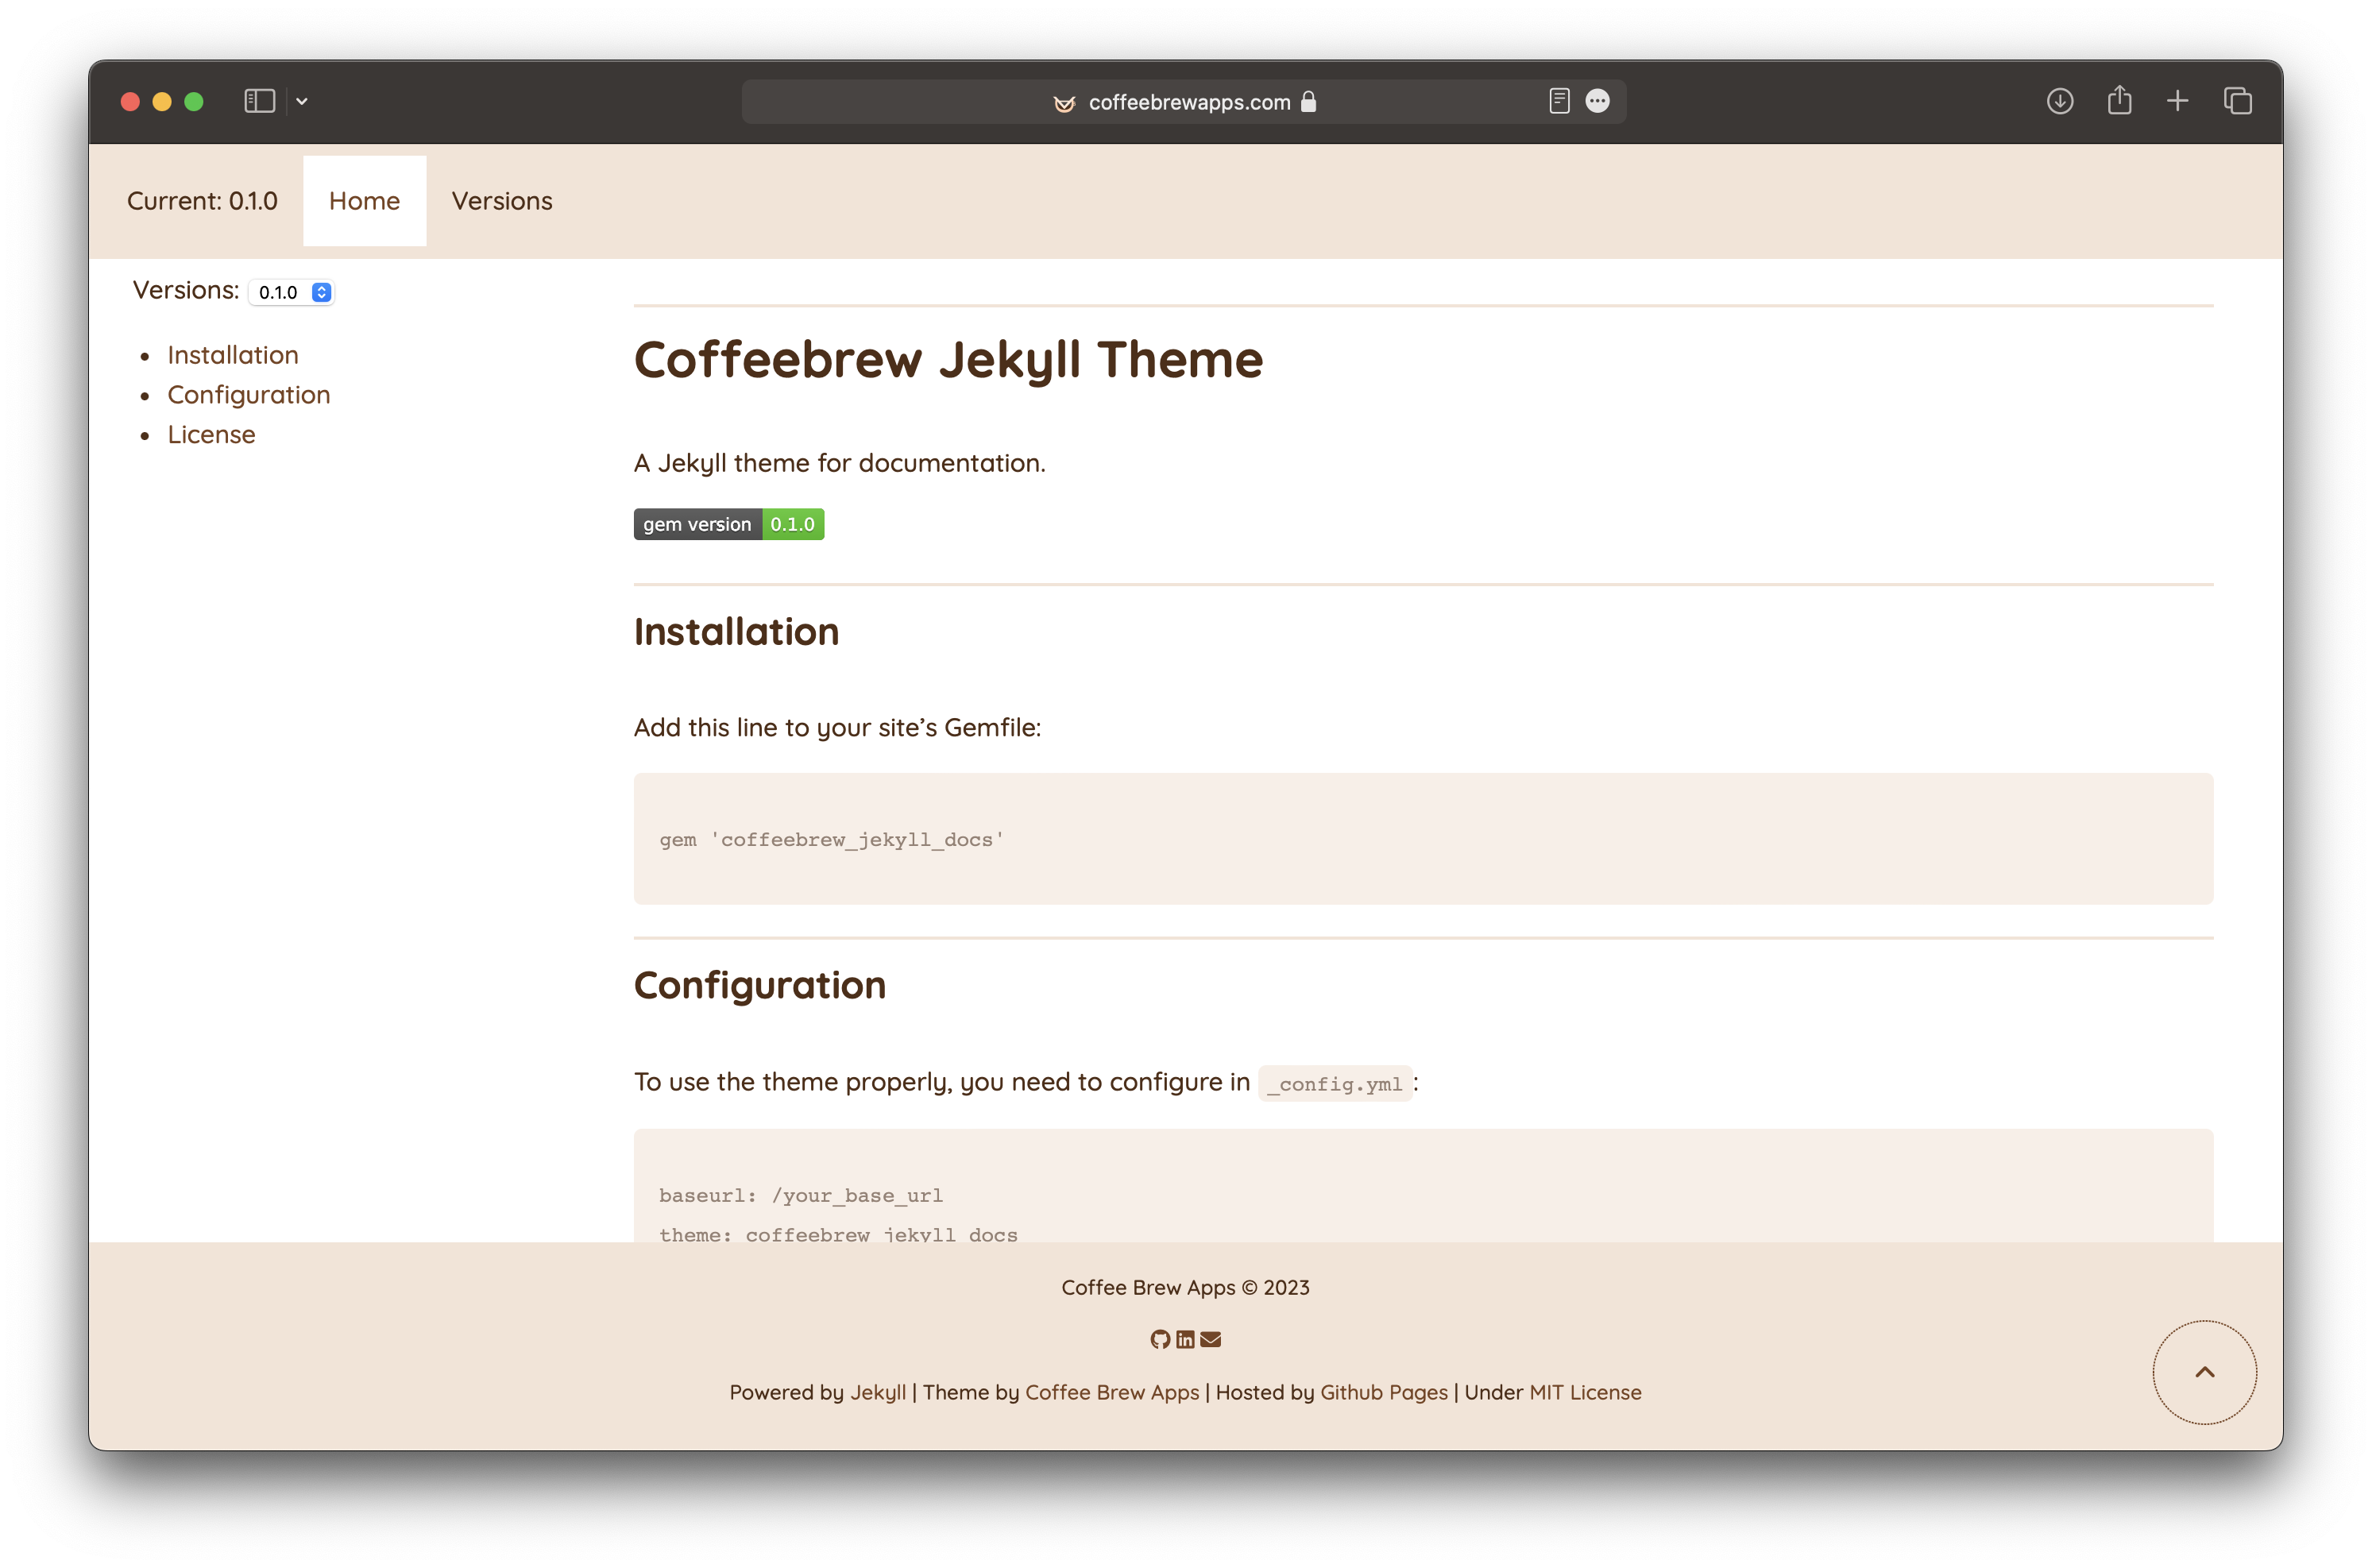 coffeebrewapps.com
Current: 0.1.0 Home Versions
Versions: 0.1.0
Installation
Configuration
License
Coffeebrew Jekyll Theme
A Jekyll theme for documentation.
gem version 0.1.0
Installation
Add this line to your site’s Gemfile:
gem 'coffeebrew_jekyll_docs'
Configuration
To use the theme properly, you need to configure in _config.yml:
baseurl: /your_base_url
theme: coffeebrew_jekyll_docs
Coffee Brew Apps © 2023
Powered by Jekyll | Theme by Coffee Brew Apps | Hosted by Github Pages | Under MIT License